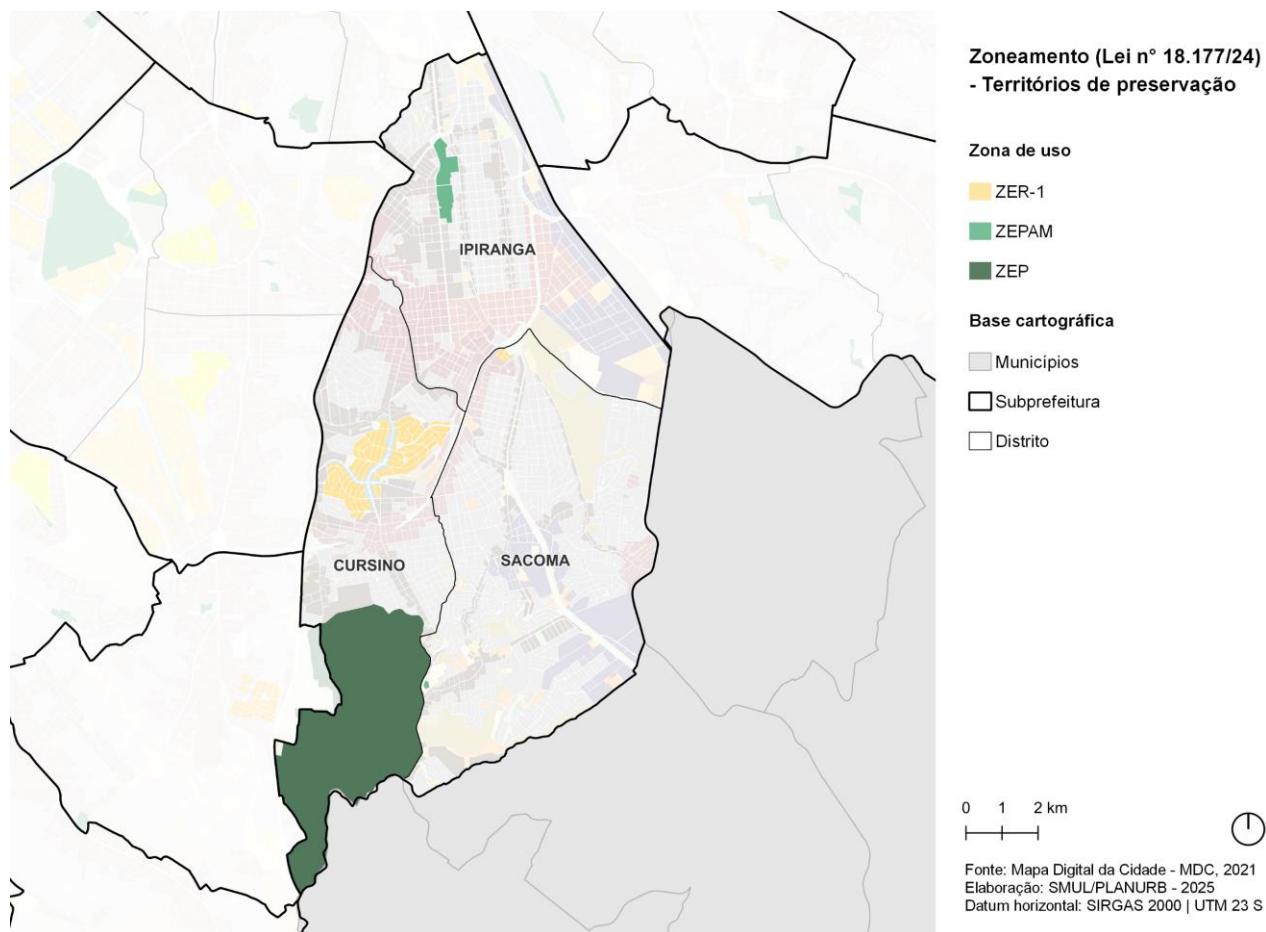 Zoneamento (Lei n° 18.177/24)
- Territórios de preservação
Zona de uso
ZER-1
ZEPAM
ZEP
Base cartográfica
Municípios
Subprefeitura
Distrito
IPIRANGA
CURSINO
SACOMA
0 1 2 km
Fonte: Mapa Digital da Cidade - MDC, 2021
Elaboração: SMUL/PLANURB - 2025
Datum horizontal: SIRGAS 2000 | UTM 23 S